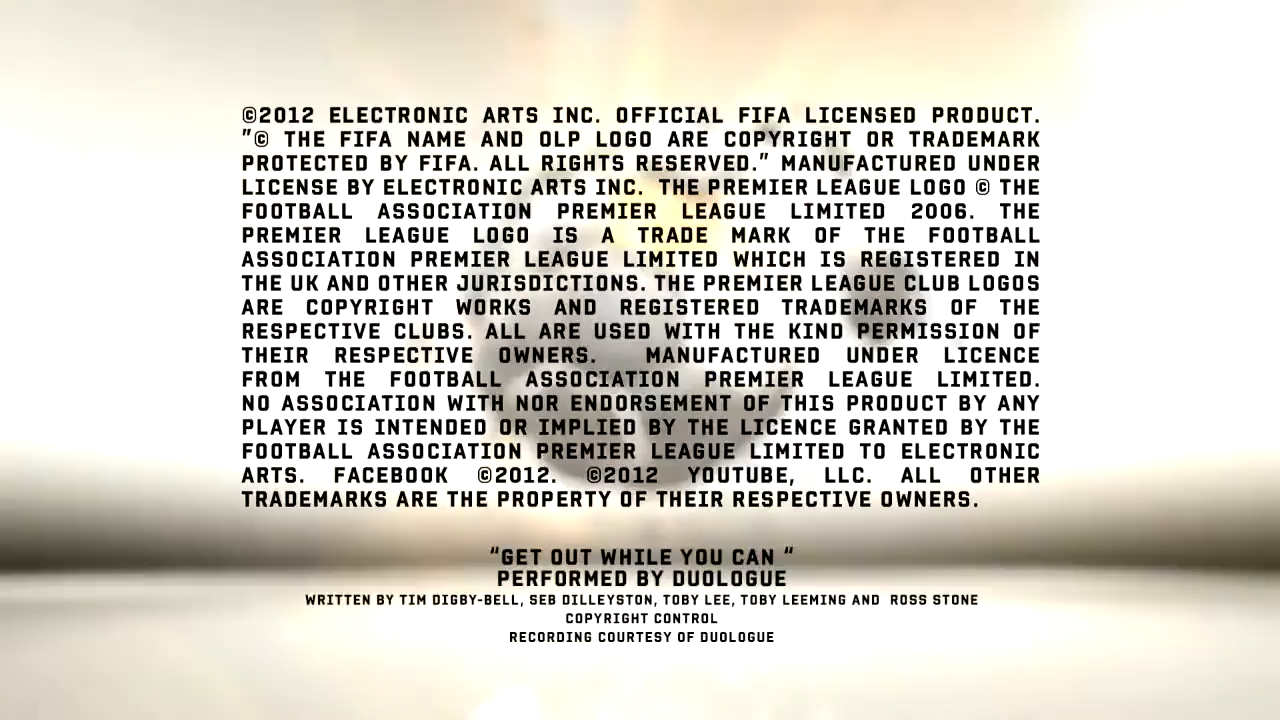 ©2012 ELECTRONIC ARTS INC. OFFICIAL FIFA LICENSED PRODUCT.
"© THE FIFA NAME AND OLP LOGO ARE COPYRIGHT OR TRADEMARK
PROTECTED BY FIFA. ALL RIGHTS RESERVED." MANUFACTURED UNDER
LICENSE BY ELECTRONIC ARTS INC. THE PREMIER LEAGUE LOGO © THE
FOOTBALL ASSOCIATION PREMIER LEAGUE LIMITED 2006. THE
PREMIER LEAGUE LOGO IS A TRADE MARK OF THE FOOTBALL
ASSOCIATION PREMIER LEAGUE LIMITED WHICH IS REGISTERED IN
THE UK AND OTHER JURISDICTIONS. THE PREMIER LEAGUE CLUB LOGOS
ARE COPYRIGHT WORKS AND REGISTERED TRADEMARKS OF THE
RESPECTIVE CLUBS. ALL ARE USED WITH THE KIND PERMISSION OF
THEIR RESPECTIVE OWNERS. MANUFACTURED UNDER LICENCE
FROM THE FOOTBALL ASSOCIATION PREMIER LEAGUE LIMITED.
NO ASSOCIATION WITH NOR ENDORSEMENT OF THIS PRODUCT BY ANY
PLAYER IS INTENDED OR IMPLIED BY THE LICENCE GRANTED BY THE
FOOTBALL ASSOCIATION PREMIER LEAGUE LIMITED TO ELECTRONIC
ARTS. FACEBOOK ©2012. ©2012 YOUTUBE, LLC. ALL OTHER
TRADEMARKS ARE THE PROPERTY OF THEIR RESPECTIVE OWNERS.
"GET OUT WHILE YOU CAN "
PERFORMED BY DUOLOGUE
WRITTEN BY TIM DIGBY-BELL, SEB DILLEYSTON, TOBY LEE, TOBY LEEMING AND ROSS STONE
COPYRIGHT CONTROL
RECORDING COURTESY OF DUOLOGUE